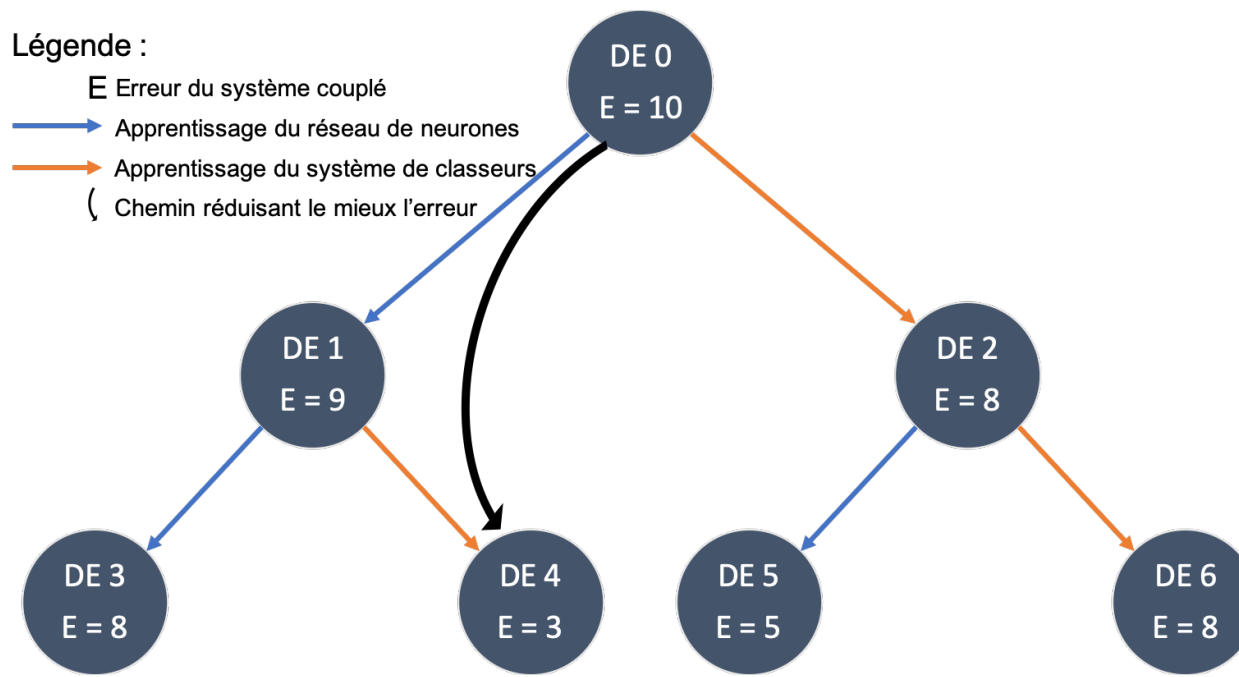 Légende :
E Erreur du système couplé
Apprentissage du réseau de neurones
Apprentissage du système de classeurs
Chemin réduisant le mieux l'erreur
DE 0
E = 10
DE 1
E = 9
DE 2
E = 8
DE 3
E = 8
DE 4
E = 3
DE 5
E = 5
DE 6
E = 8